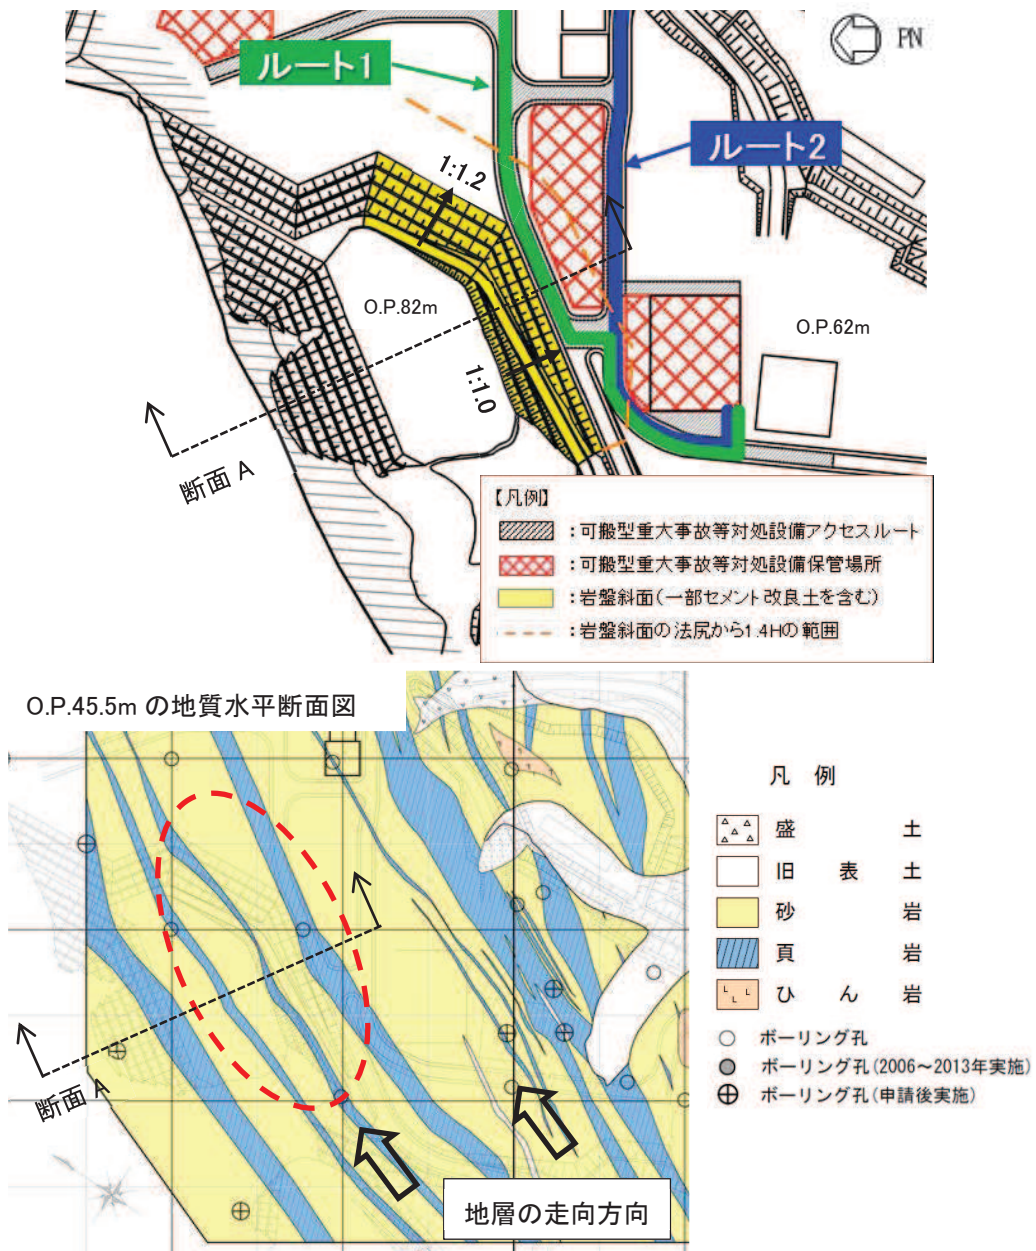 PN
ルート1
ルート2
1:1.2
O.P.82m
O.P.62m
1:1.0
断面 A
【凡例】
：可搬型重大事故等対処設備アクセスルート
：可搬型重大事故等対処設備保管場所
：岩盤斜面(一部セメント改良土を含む)
：岩盤斜面の法尻から1.4Hの範囲
O.P.45.5m の地質水平断面図
断面 A
地層の走向方向
凡 例
盛 土
旧 表 土
砂 岩
頁 岩
ひ ん 岩
ボーリング孔
ボーリング孔(2006～2013年実施)
ボーリング孔(申請後実施)